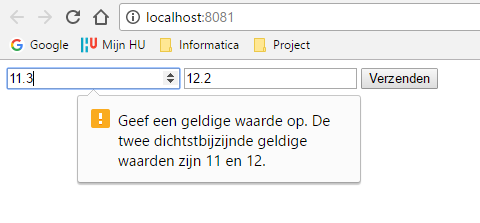 localhost:8081
Google Mijn HU Informatica Project
11.3 12.2 Verzenden
Geef een geldige waarde op. De
twee dichtstbijzijnde geldige
waarden zijn 11 en 12.